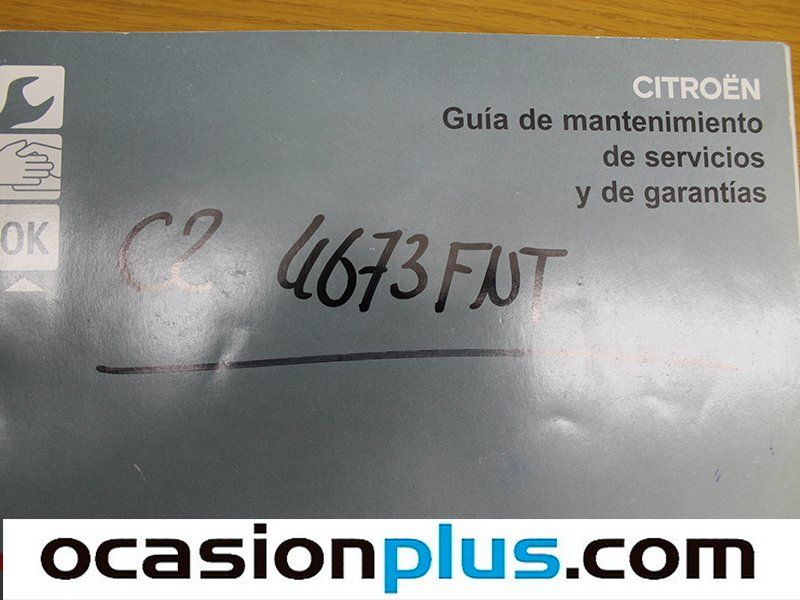 CITROËN
Guía de mantenimiento
de servicios
y de garantías
OK
C2 4673FNT
ocasionplus.com